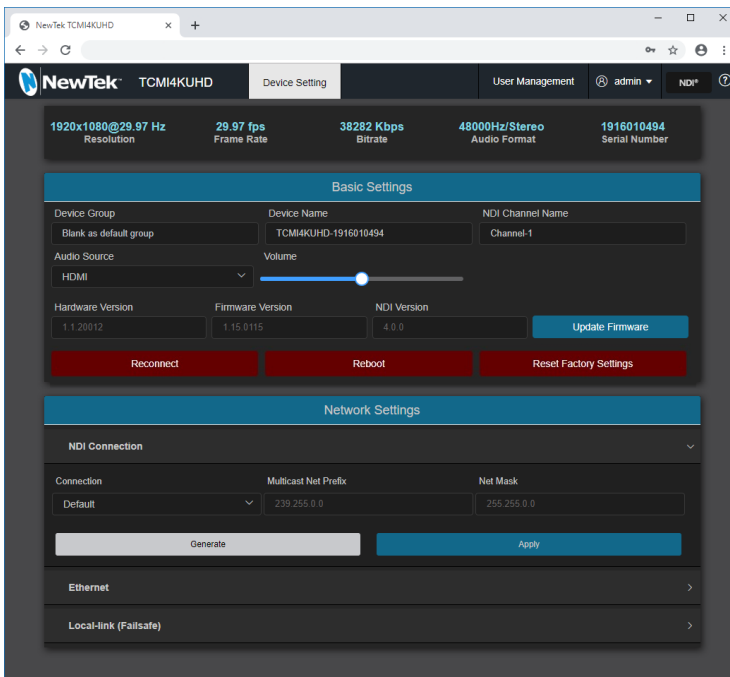 NewTek TCMI4KUHD
NewTek TCMI4KUHD Device Setting User Management admin NDI®
1920x1080@29.97 Hz 29.97 fps 38282 Kbps 48000Hz/Stereo 1916010494
Resolution Frame Rate Bitrate Audio Format Serial Number
Basic Settings
Device Group Device Name NDI Channel Name
Blank as default group TCMI4KUHD-1916010494 Channel-1
Audio Source Volume
HDMI
Hardware Version Firmware Version NDI Version
1.1.20012 1.15.0115 4.0.0 Update Firmware
Reconnect Reboot Reset Factory Settings
Network Settings
NDI Connection
Connection Multicast Net Prefix Net Mask
Default 239.255.0.0 255.255.0.0
Generate Apply
Ethernet
Local-link (Failsafe)